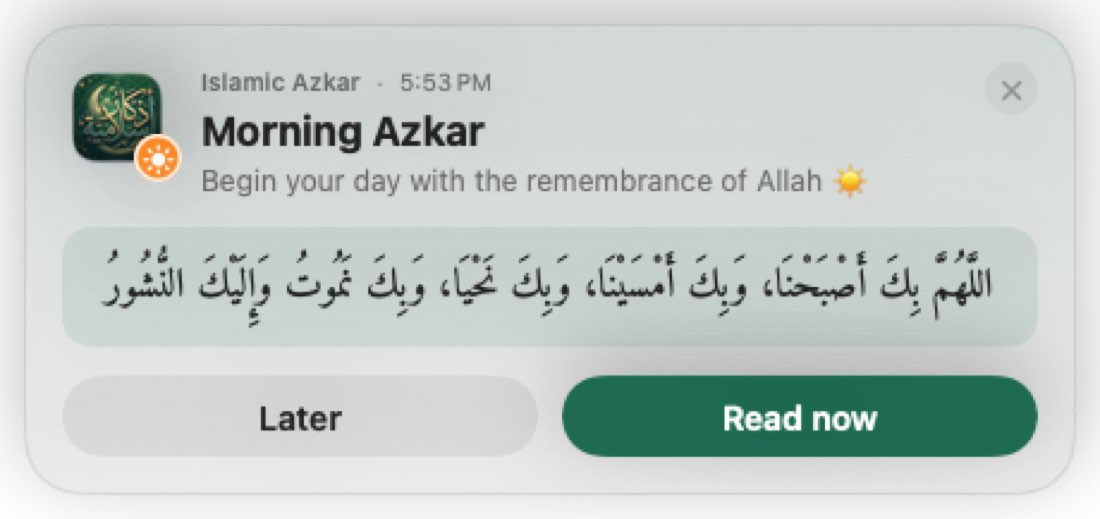 Islamic Azkar · 5:53 PM
Morning Azkar
Begin your day with the remembrance of Allah ☀️
اللَّهُمَّ بِكَ أَصْبَحْنَا، وَبِكَ أَمْسَيْنَا، وَبِكَ نَحْيَا، وَبِكَ نَمُوتُ وَإِلَيْكَ النُّشُورُ
Later
Read now